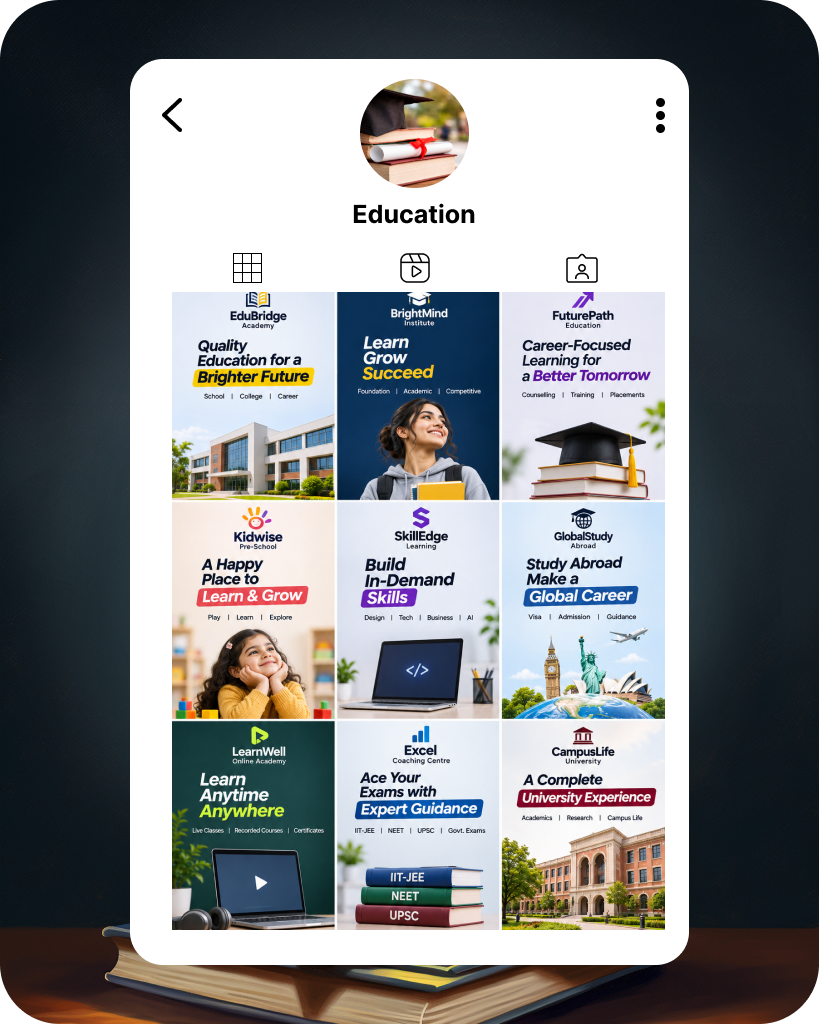 Education
EduBridge
Academy
Quality
Education for a
Brighter Future
School | College | Career
BrightMind
Institute
Learn
Grow
Succeed
Foundation | Academic | Competitive
FuturePath
Education
Career-Focused
Learning for
a Better Tomorrow
Counselling | Training | Placements
Kidwise
Pre-School
A Happy
Place to
Learn & Grow
Play | Learn | Explore
SkillEdge
Learning
Build
In-Demand
Skills
Design | Tech | Business | AI
</>
GlobalStudy
Abroad
Study Abroad
Make a
Global Career
Visa | Admission | Guidance
LearnWell
Online Academy
Learn
Anytime
Anywhere
Live Classes | Recorded Courses | Certificates
Excel
Coaching Centre
Ace Your
Exams with
Expert Guidance
IIT-JEE | NEET | UPSC | Govt. Exams
IIT-JEE
NEET
UPSC
CampusLife
University
A Complete
University Experience
Academics | Research | Campus Life